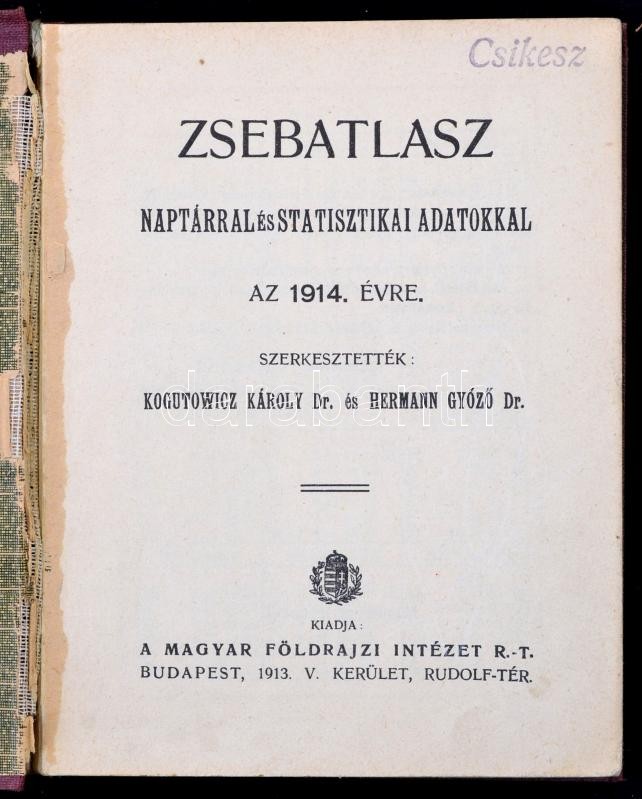 Csikesz
ZSEBATLASZ
NAPTÁRRAL ÉS STATISZTIKAI ADATOKKAL
AZ 1914. ÉVRE.
SZERKESZTETTÉK:
KOGUTOWICZ KÁROLY Dr. és HERMANN GYŐZŐ Dr.
darabanth
KIADJA:
A MAGYAR FÖLDRAJZI INTÉZET R.-T.
BUDAPEST, 1913. V. KERÜLET, RUDOLF-TÉR.